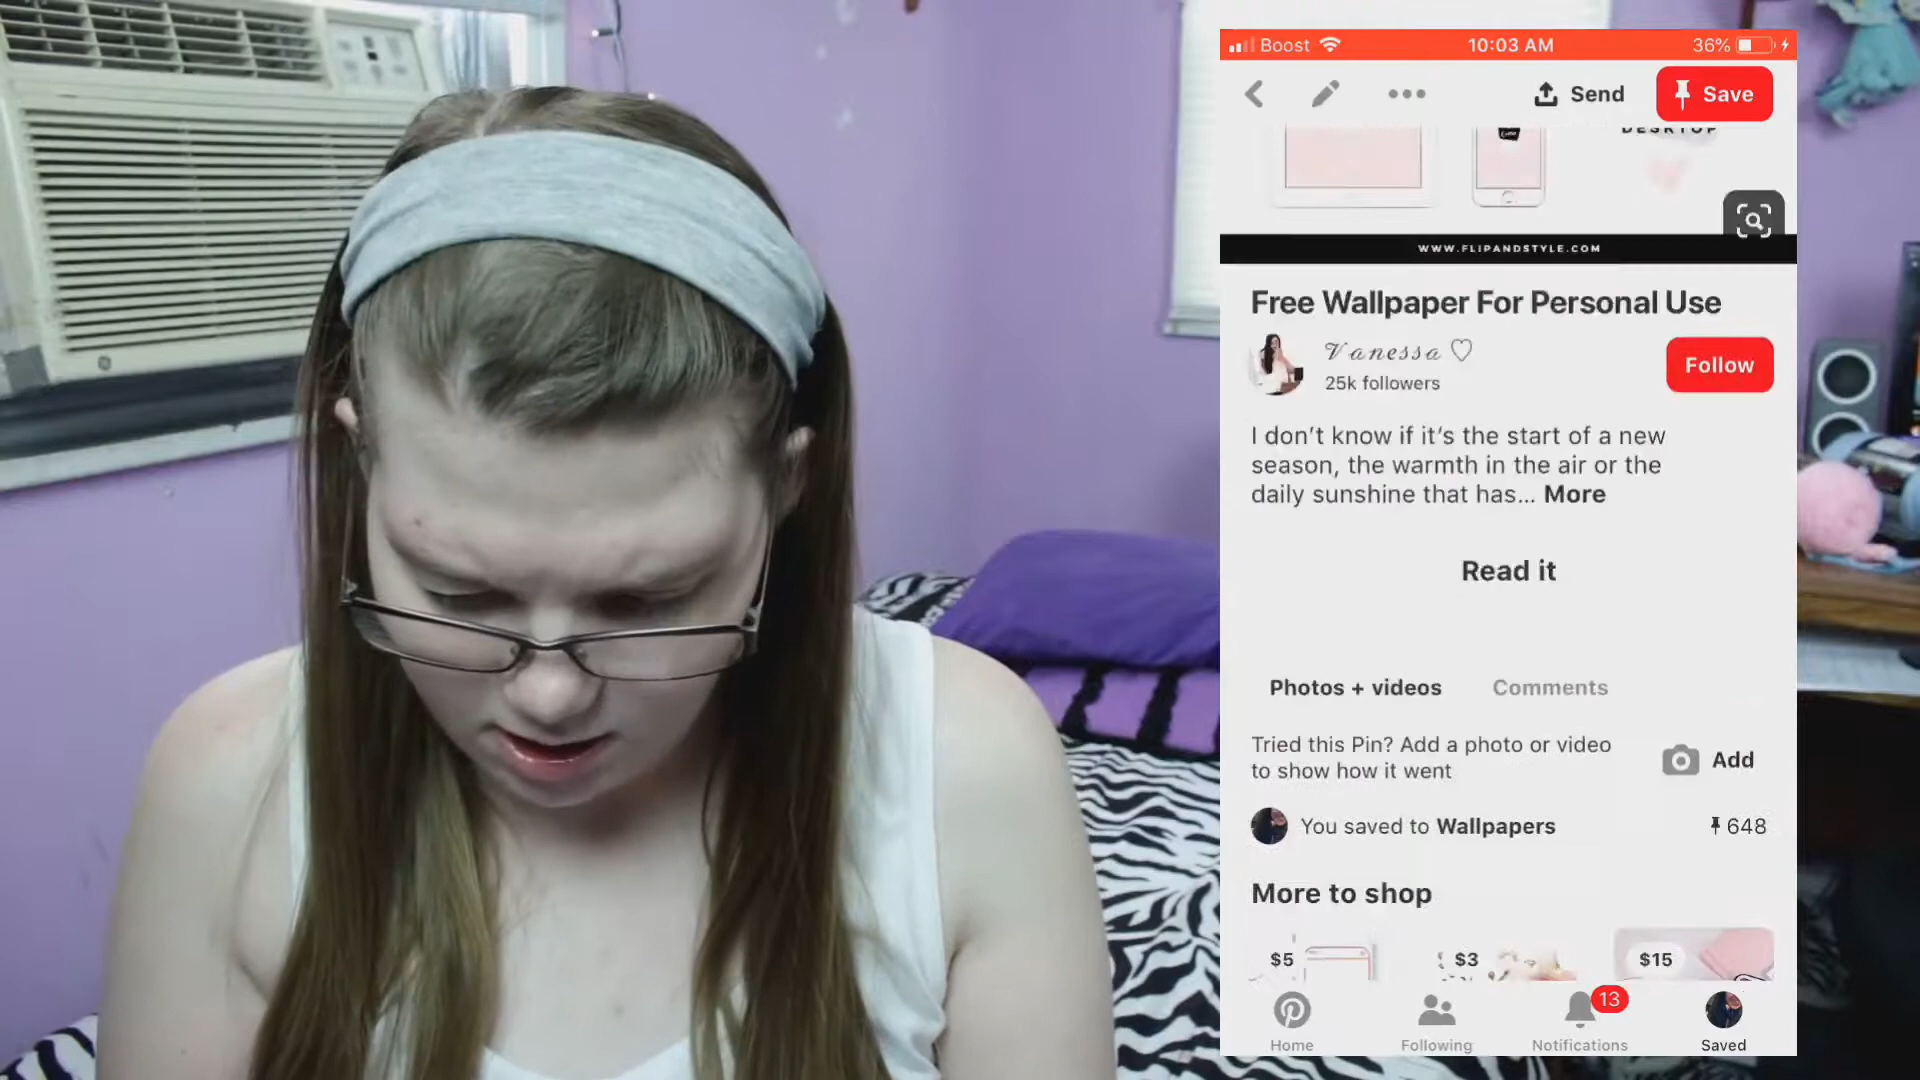 Boost
10:03 AM
36%
Send
Save
DESKTOP
WWW.FLIPANDSTYLE.COM
Free Wallpaper For Personal Use
Vanessa ♡
25k followers
Follow
I don't know if it's the start of a new
season, the warmth in the air or the
daily sunshine that has... More
Read it
Photos + videos
Comments
Tried this Pin? Add a photo or video
to show how it went
Add
You saved to Wallpapers
648
More to shop
$5
$3
$15
13
Home
Following
Notifications
Saved